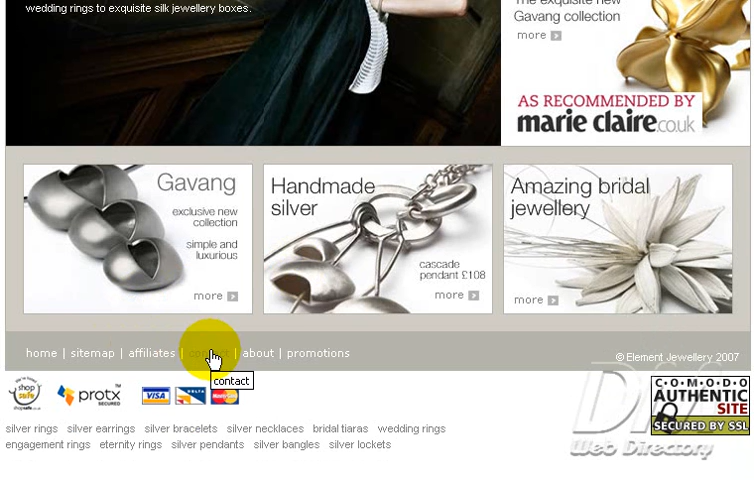 wedding rings to exquisite silk jewellery boxes.
The exquisite new
Gavang collection
more
AS RECOMMENDED BY
marie claire.co.uk
Gavang
exclusive new
collection
simple and
luxurious
more
Handmade
silver
cascade
pendant £108
more
Amazing bridal
jewellery
more
home | sitemap | affiliates | contact | about | promotions
© Element Jewellery 2007
contact
shop
safe
protx
SECURED
VISA
DELTA
MasterCard
COMODO
AUTHENTIC
SITE
SECURED BY SSL
Web Directory
silver rings silver earrings silver bracelets silver necklaces bridal tiaras wedding rings
engagement rings eternity rings silver pendants silver bangles silver lockets